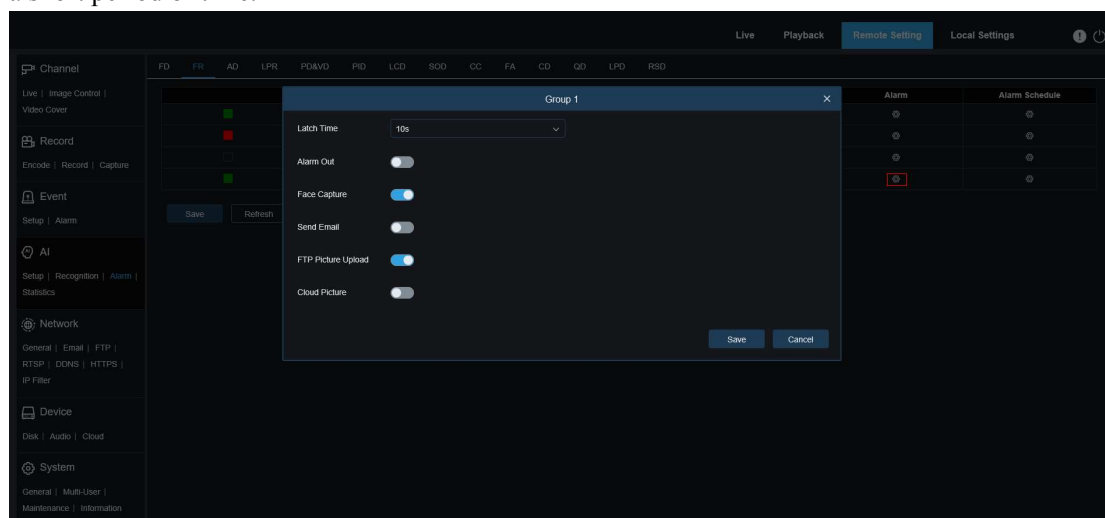 Live Playback Remote Setting Local Settings
Channel
Live | Image Control |
Video Cover
Record
Encode | Record | Capture
Event
Setup | Alarm
AI
Setup | Recognition | Alarm |
Statistics
Network
General | Email | FTP |
RTSP | DDNS | HTTPS |
IP Filter
Device
Disk | Audio | Cloud
System
General | Multi-User |
Maintenance | Information
FD FR AD LPR PD&VD PID LCD SOD CC FA CD QD LPD RSD
Alarm Alarm Schedule
Save Refresh
Group 1
Latch Time 10s
Alarm Out
Face Capture
Send Email
FTP Picture Upload
Cloud Picture
Save Cancel